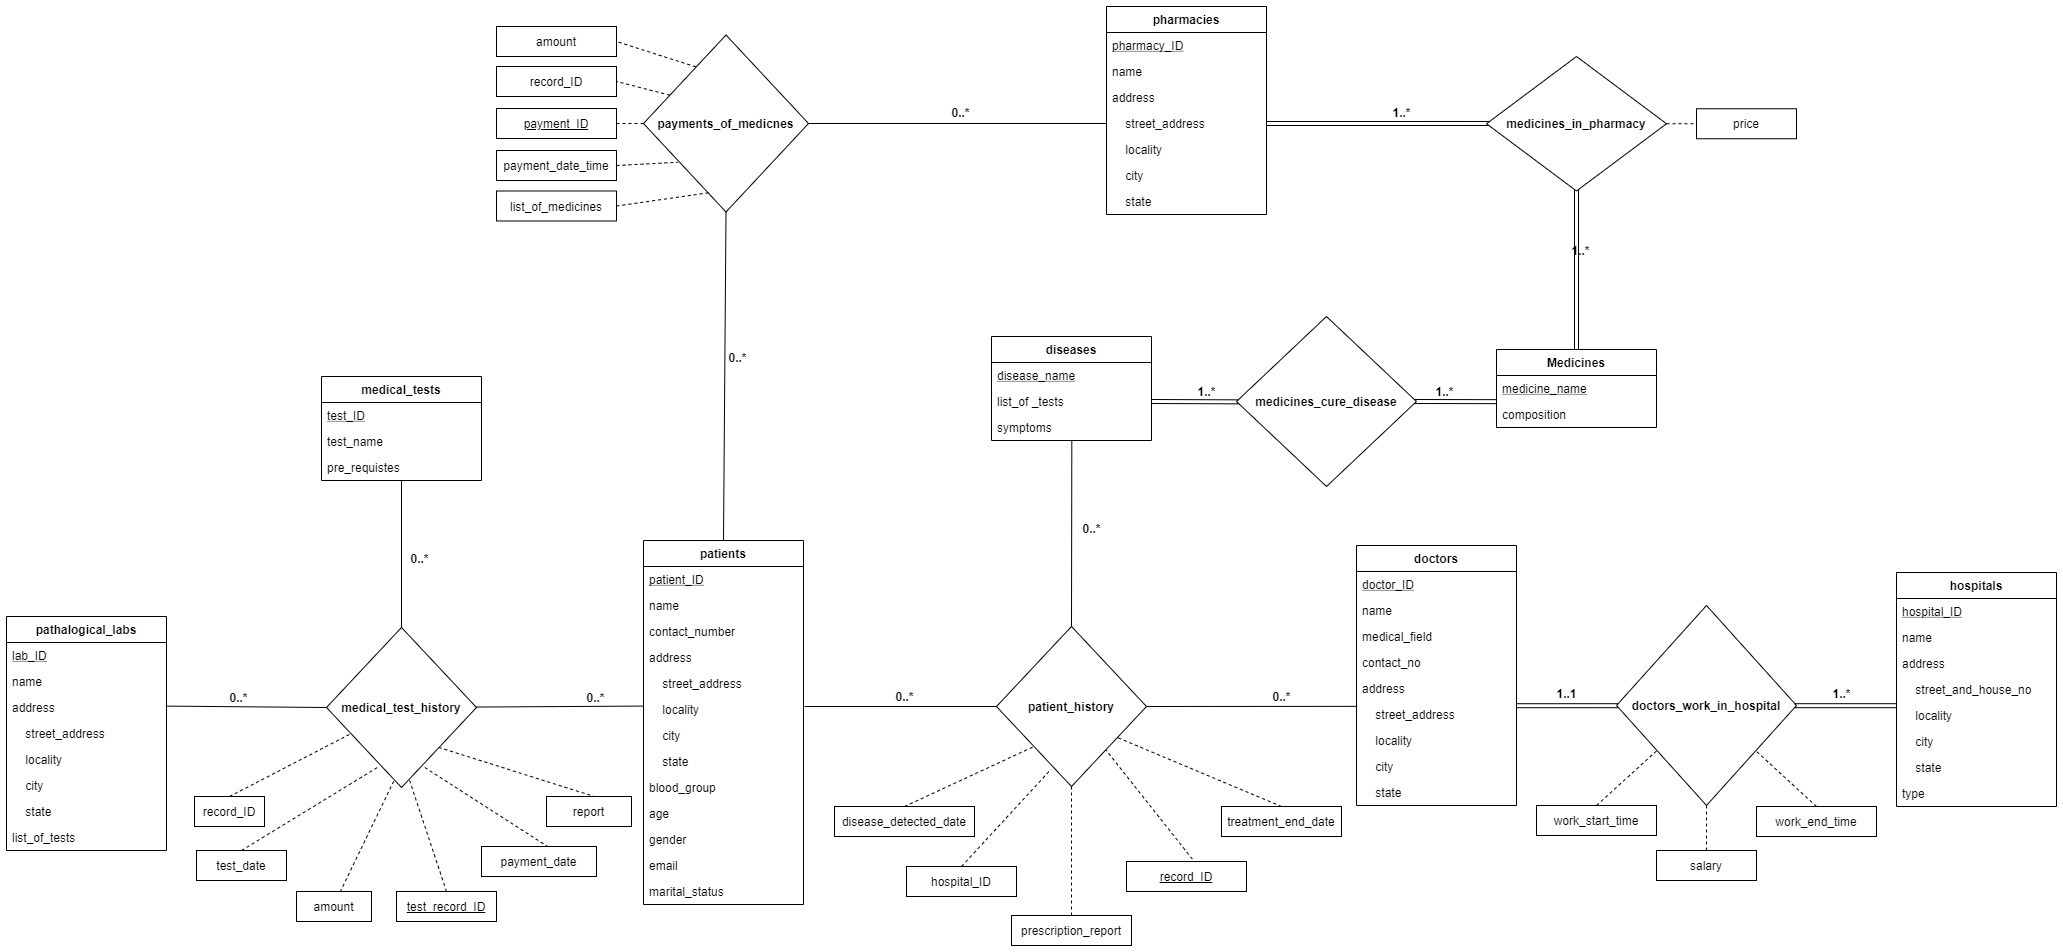 pharmacies
pharmacy_ID
name
address
street_address
locality
city
state
amount
record_ID
payment_ID
payment_date_time
list_of_medicines
payments_of_medicnes
0..*
1..*
medicines_in_pharmacy
price
1..*
0..*
diseases
disease_name
list_of _tests
symptoms
1..*
medicines_cure_disease
1..*
Medicines
medicine_name
composition
medical_tests
test_ID
test_name
pre_requistes
0..*
0..*
pathalogical_labs
lab_ID
name
address
street_address
locality
city
state
list_of_tests
0..*
medical_test_history
0..*
record_ID
test_date
amount
test_record_ID
payment_date
report
patients
patient_ID
name
contact_number
address
street_address
locality
city
state
blood_group
age
gender
email
marital_status
0..*
patient_history
0..*
disease_detected_date
hospital_ID
prescription_report
record_ID
treatment_end_date
doctors
doctor_ID
name
medical_field
contact_no
address
street_address
locality
city
state
1..1
doctors_work_in_hospital
1..*
work_start_time
salary
work_end_time
hospitals
hospital_ID
name
address
street_and_house_no
locality
city
state
type